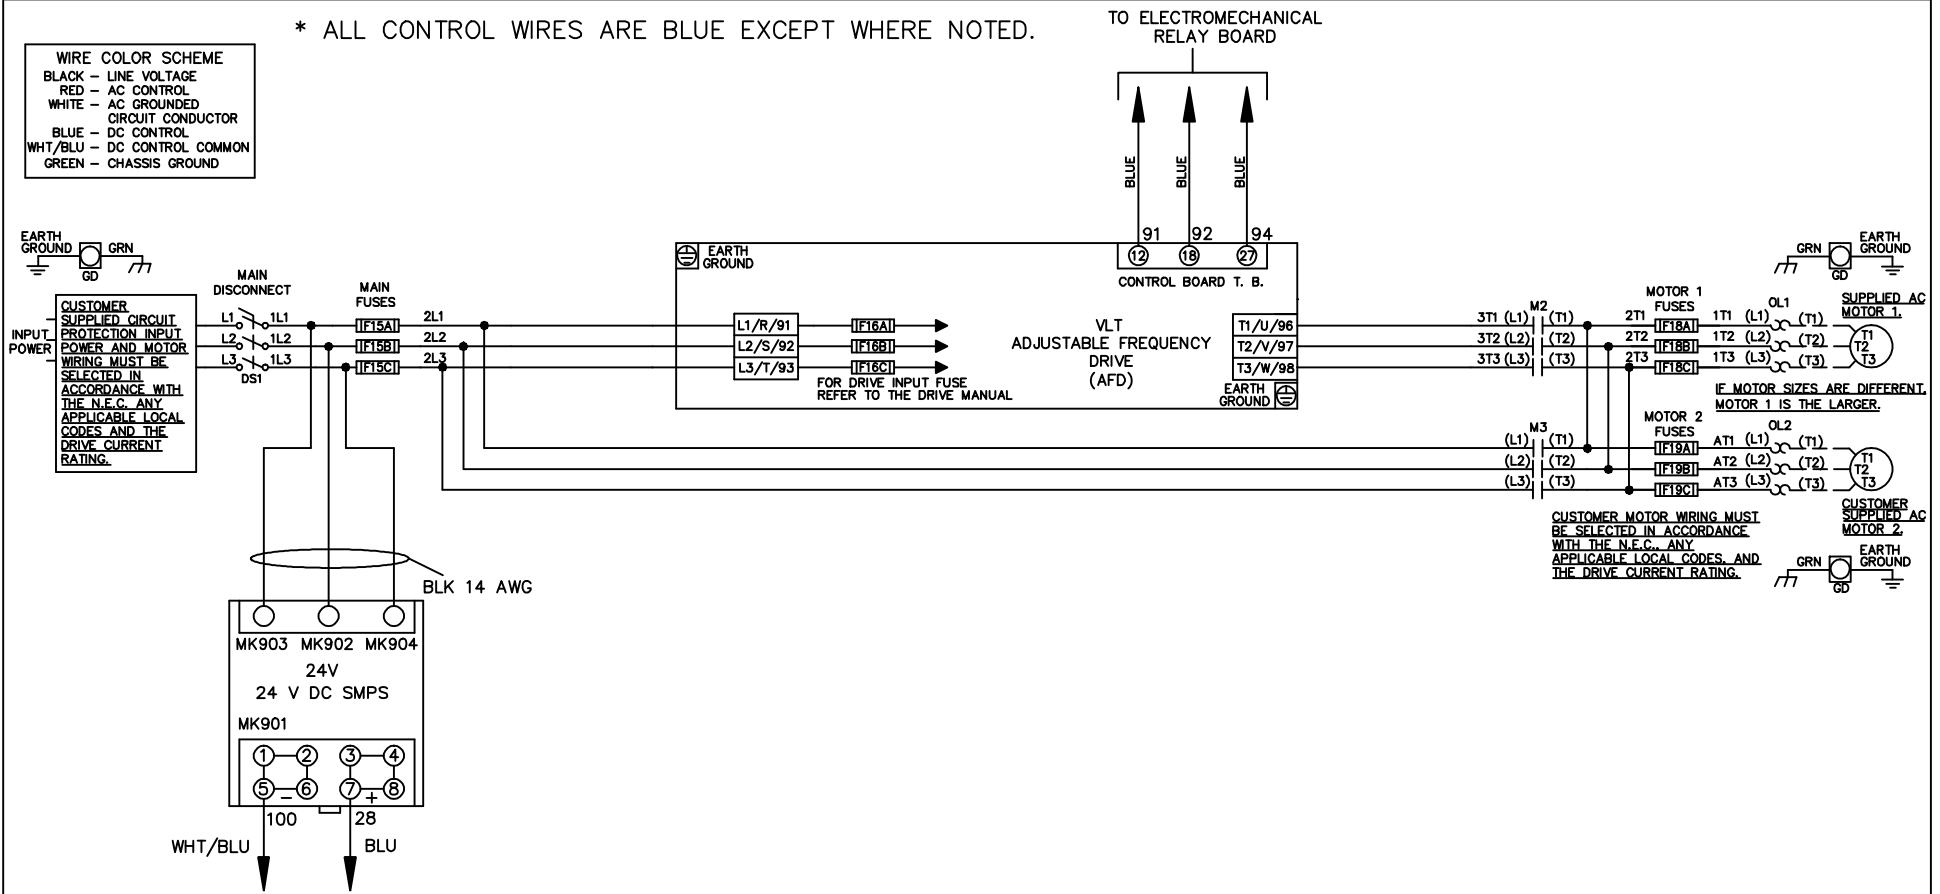 * ALL CONTROL WIRES ARE BLUE EXCEPT WHERE NOTED.
TO ELECTROMECHANICAL
RELAY BOARD
WIRE COLOR SCHEME
BLACK – LINE VOLTAGE
RED – AC CONTROL
WHITE – AC GROUNDED
CIRCUIT CONDUCTOR
BLUE – DC CONTROL
WHT/BLU – DC CONTROL COMMON
GREEN – CHASSIS GROUND
BLUE
BLUE
BLUE
91
92
94
12
18
27
CONTROL BOARD T. B.
EARTH
GROUND
GRN
GD
INPUT
POWER
CUSTOMER
SUPPLIED CIRCUIT
PROTECTION INPUT
POWER AND MOTOR
WIRING MUST BE
SELECTED IN
ACCORDANCE WITH
THE N.E.C. ANY
APPLICABLE LOCAL
CODES AND THE
DRIVE CURRENT
RATING.
MAIN
DISCONNECT
L1 1L1
L2 1L2
L3 1L3
DS1
MAIN
FUSES
F15A
F15B
F15C
2L1
2L2
2L3
EARTH
GROUND
L1/R/91
L2/S/92
L3/T/93
F16A
F16B
F16C
FOR DRIVE INPUT FUSE
REFER TO THE DRIVE MANUAL
VLT
ADJUSTABLE FREQUENCY
DRIVE
(AFD)
T1/U/96
T2/V/97
T3/W/98
EARTH
GROUND
M2
3T1 (L1) (T1)
3T2 (L2) (T2)
3T3 (L3) (T3)
MOTOR 1
FUSES
2T1 F18A 1T1 (L1) (T1)
2T2 F18B 1T2 (L2) (T2)
2T3 F18C 1T3 (L3) (T3)
OL1
GRN
GD
EARTH
GROUND
SUPPLIED AC
MOTOR 1.
T1
T2
T3
IF MOTOR SIZES ARE DIFFERENT,
MOTOR 1 IS THE LARGER.
M3
(L1) (T1)
(L2) (T2)
(L3) (T3)
MOTOR 2
FUSES
F19A AT1 (L1) (T1)
F19B AT2 (L2) (T2)
F19C AT3 (L3) (T3)
OL2
T1
T2
T3
CUSTOMER
SUPPLIED AC
MOTOR 2.
CUSTOMER MOTOR WIRING MUST
BE SELECTED IN ACCORDANCE
WITH THE N.E.C., ANY
APPLICABLE LOCAL CODES, AND
THE DRIVE CURRENT RATING.
GRN
GD
EARTH
GROUND
BLK 14 AWG
MK903 MK902 MK904
24V
24 V DC SMPS
MK901
1 2 3 4
5 6 7 8
– +
100
28
WHT/BLU
BLU